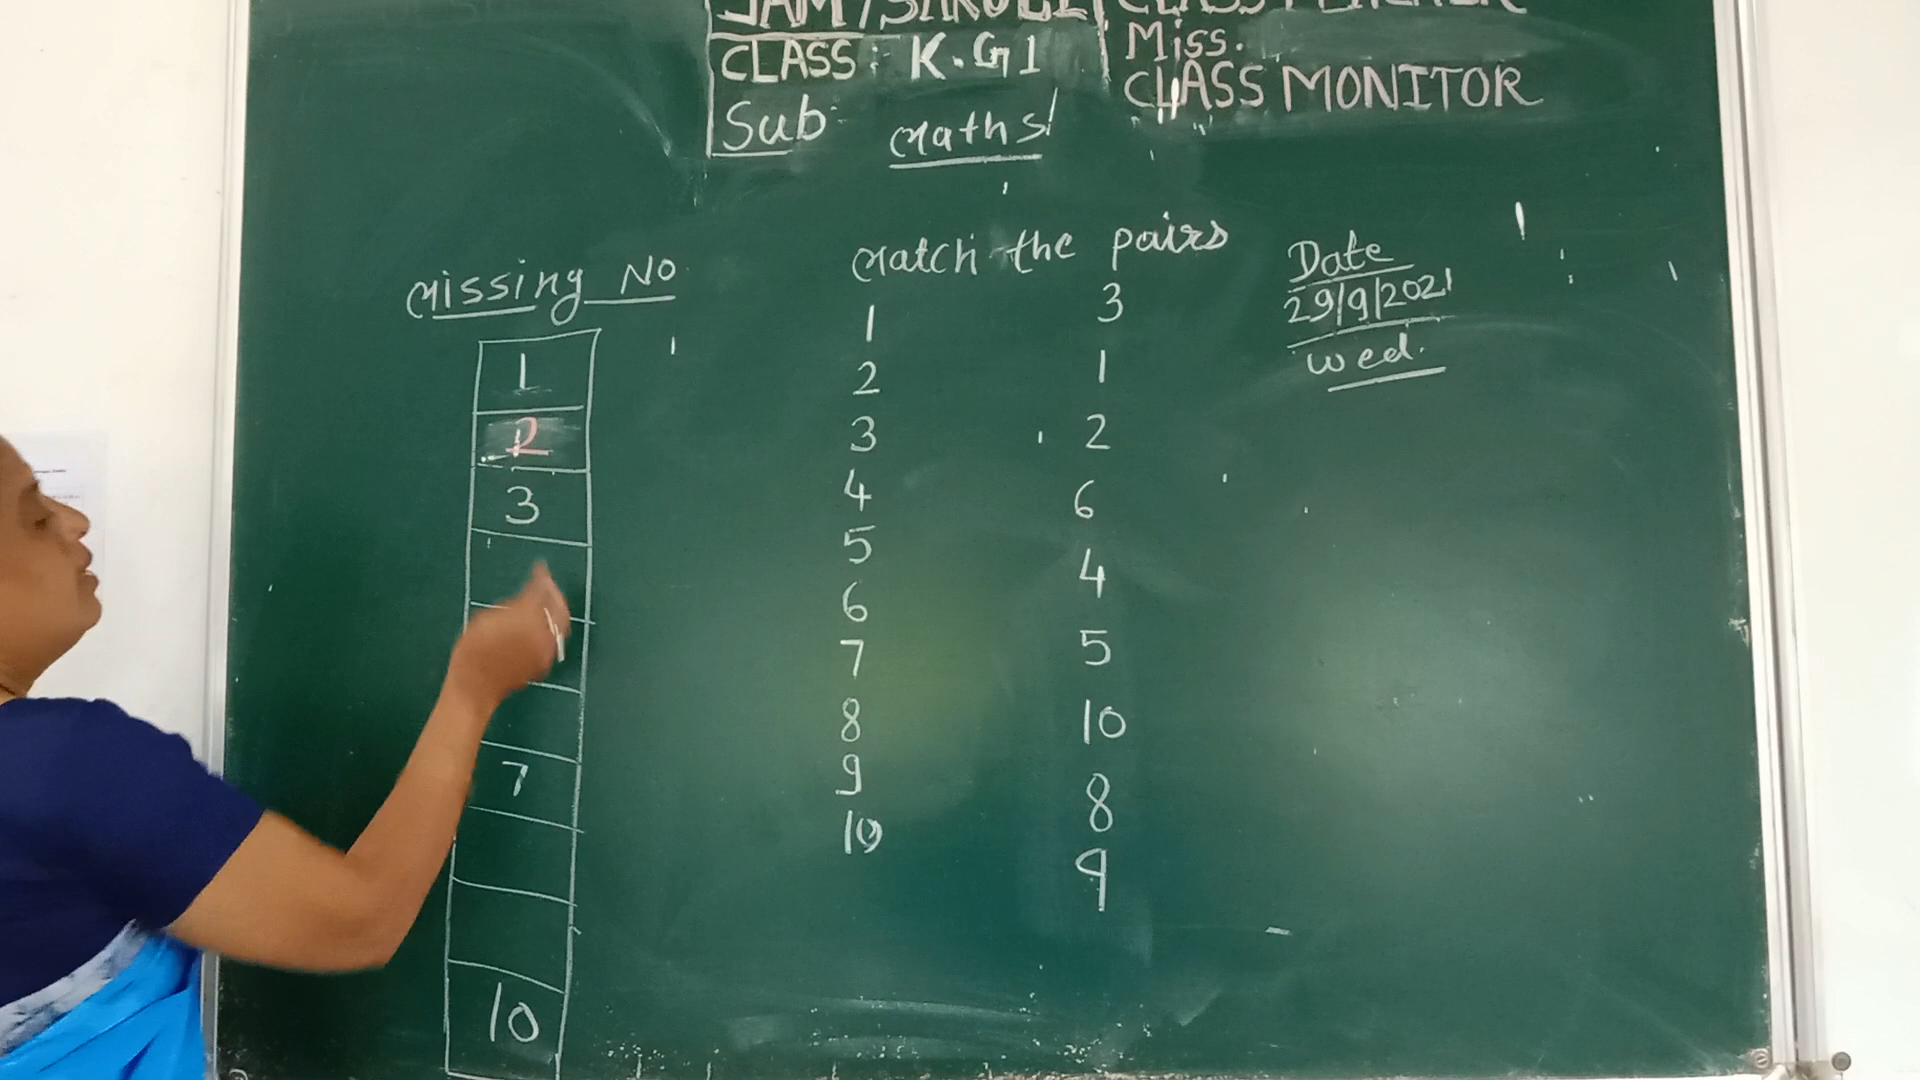 CLASS: K.G1
Sub maths
Miss.
CLASS MONITOR
Missing No
1
2
3
7
10
Match the pairs
1 3
2 1
3 2
4 6
5 4
6 5
7 10
8 8
9 9
10
Date
29/9/2021
Wed.